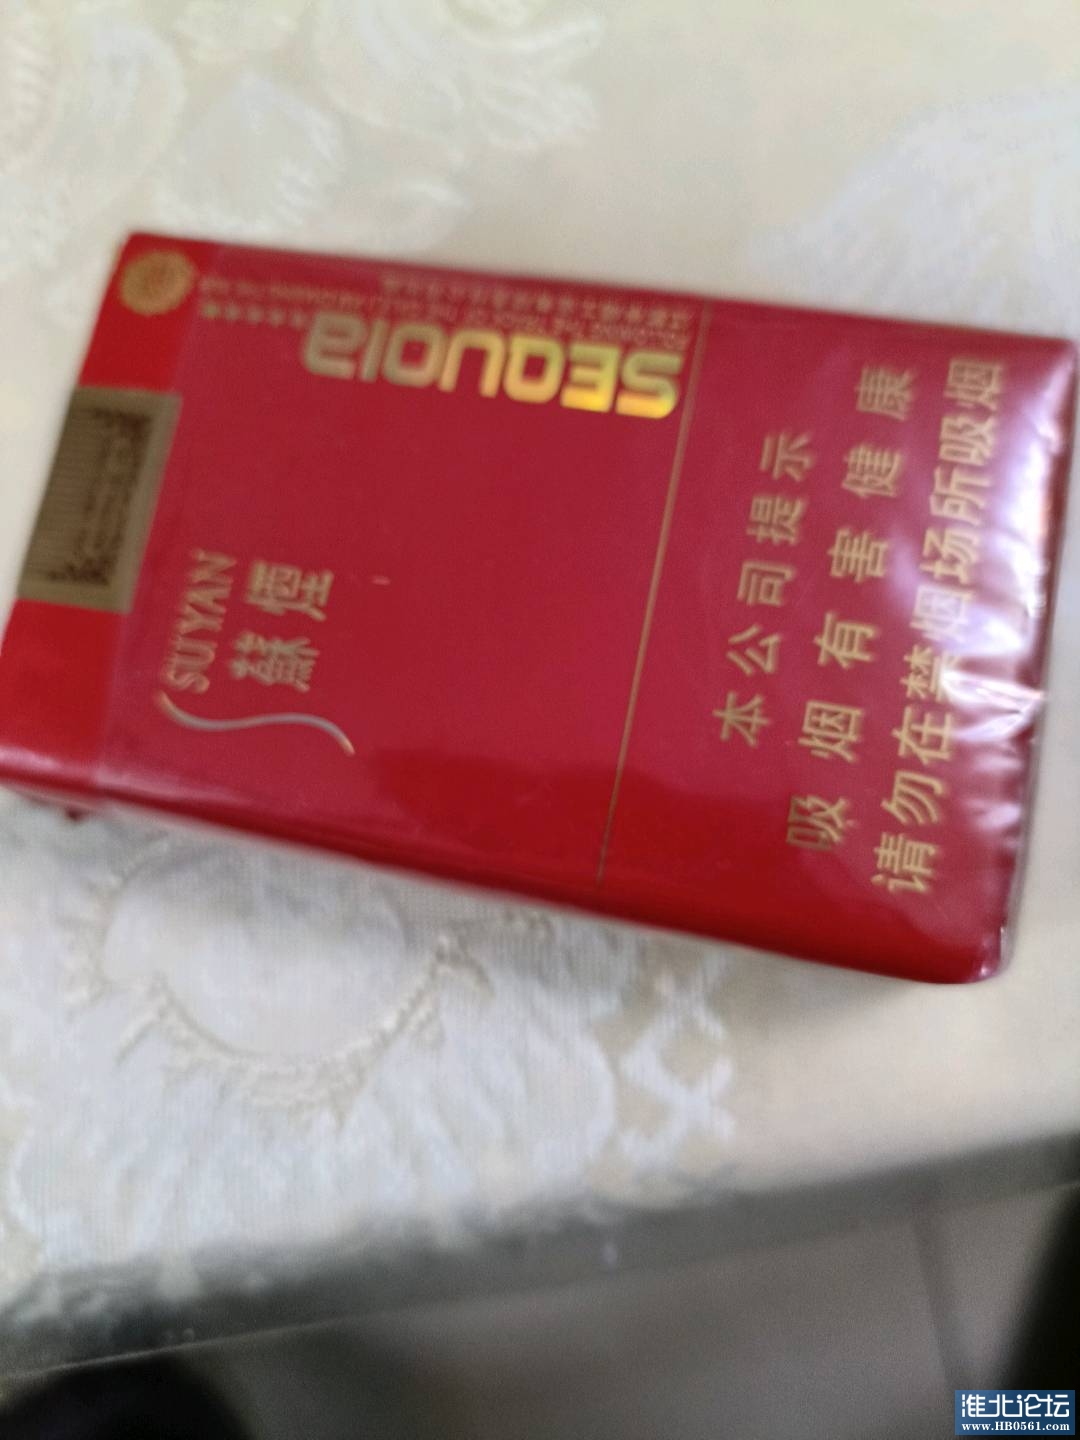 SUYAN
蘇煙
SEQUOIA
本公司提示
吸烟有害健康
请勿在禁烟场所吸烟
淮北论坛
www.HB0561.com